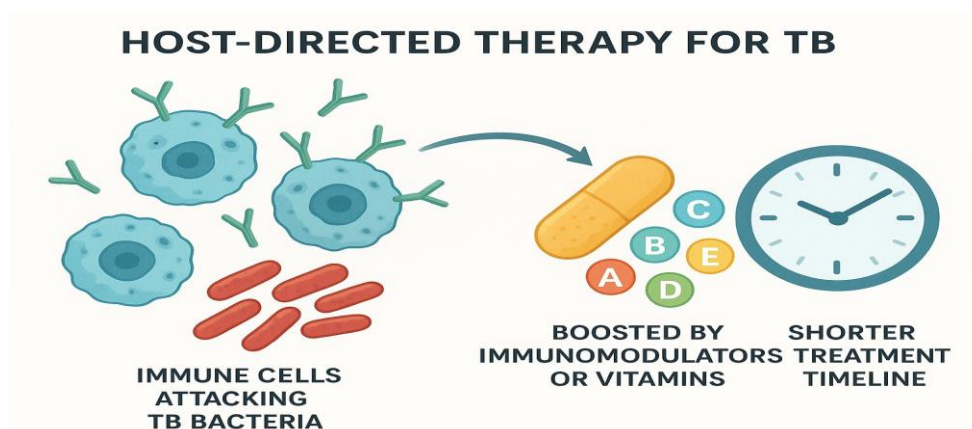 HOST-DIRECTED THERAPY FOR TB
IMMUNE CELLS
ATTACKING
TB BACTERIA
C
B
E
A
D
BOOSTED BY
IMMUNOMODULATORS
OR VITAMINS
SHORTER
TREATMENT
TIMELINE